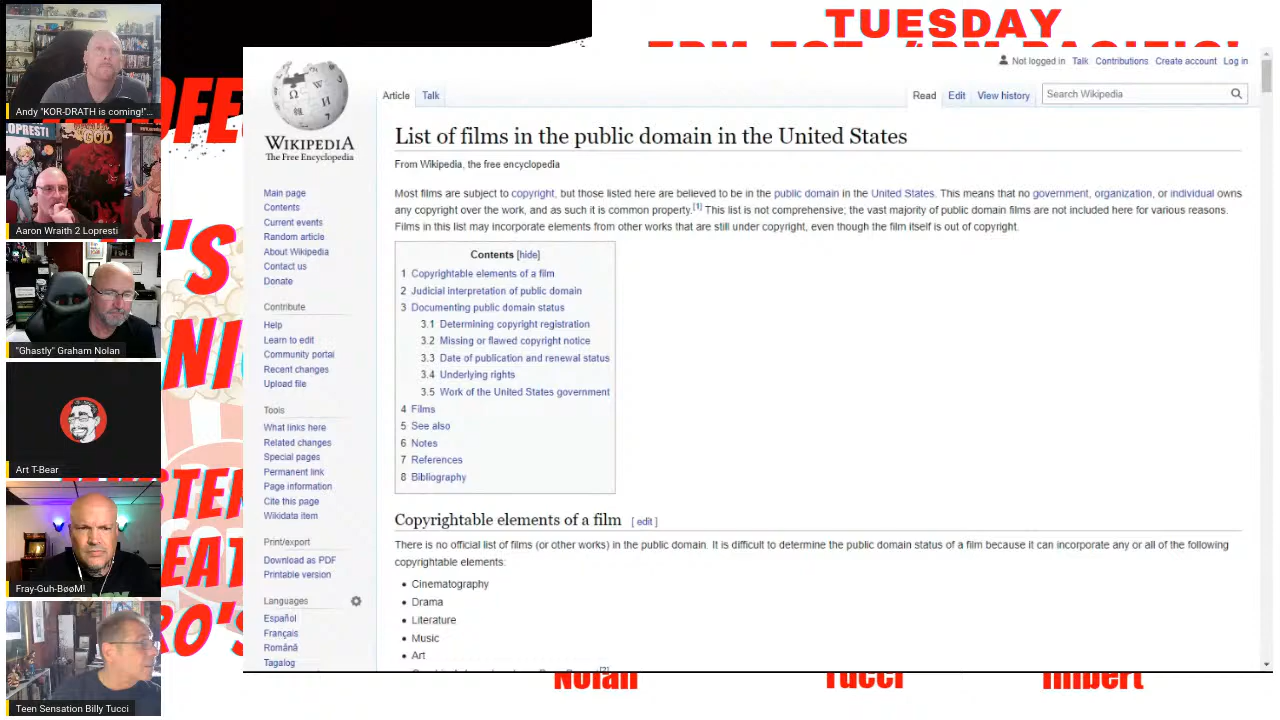 TUESDAY
Andy "KOR-DRATH is coming!"...
LOPRESTI
GOD
Aaron Wraith 2 Lopresti
"Ghastly" Graham Nolan
Art T-Bear
Fray-Guh-BøøM!
Teen Sensation Billy Tucci
WIKIPEDIA
The Free Encyclopedia
Main page
Contents
Current events
Random article
About Wikipedia
Contact us
Donate
Contribute
Help
Learn to edit
Community portal
Recent changes
Upload file
Tools
What links here
Related changes
Special pages
Permanent link
Page information
Cite this page
Wikidata item
Print/export
Download as PDF
Printable version
Languages
Español
Français
Română
Tagalog
Not logged in Talk Contributions Create account Log in
Article Talk Read Edit View history Search Wikipedia
List of films in the public domain in the United States
From Wikipedia, the free encyclopedia
Most films are subject to copyright, but those listed here are believed to be in the public domain in the United States. This means that no government, organization, or individual owns
any copyright over the work, and as such it is common property.[1] This list is not comprehensive; the vast majority of public domain films are not included here for various reasons.
Films in this list may incorporate elements from other works that are still under copyright, even though the film itself is out of copyright.
Contents [hide]
1 Copyrightable elements of a film
2 Judicial interpretation of public domain
3 Documenting public domain status
3.1 Determining copyright registration
3.2 Missing or flawed copyright notice
3.3 Date of publication and renewal status
3.4 Underlying rights
3.5 Work of the United States government
4 Films
5 See also
6 Notes
7 References
8 Bibliography
Copyrightable elements of a film [ edit ]
There is no official list of films (or other works) in the public domain. It is difficult to determine the public domain status of a film because it can incorporate any or all of the following
copyrightable elements:
• Cinematography
• Drama
• Literature
• Music
• Art
Nolan Tucci